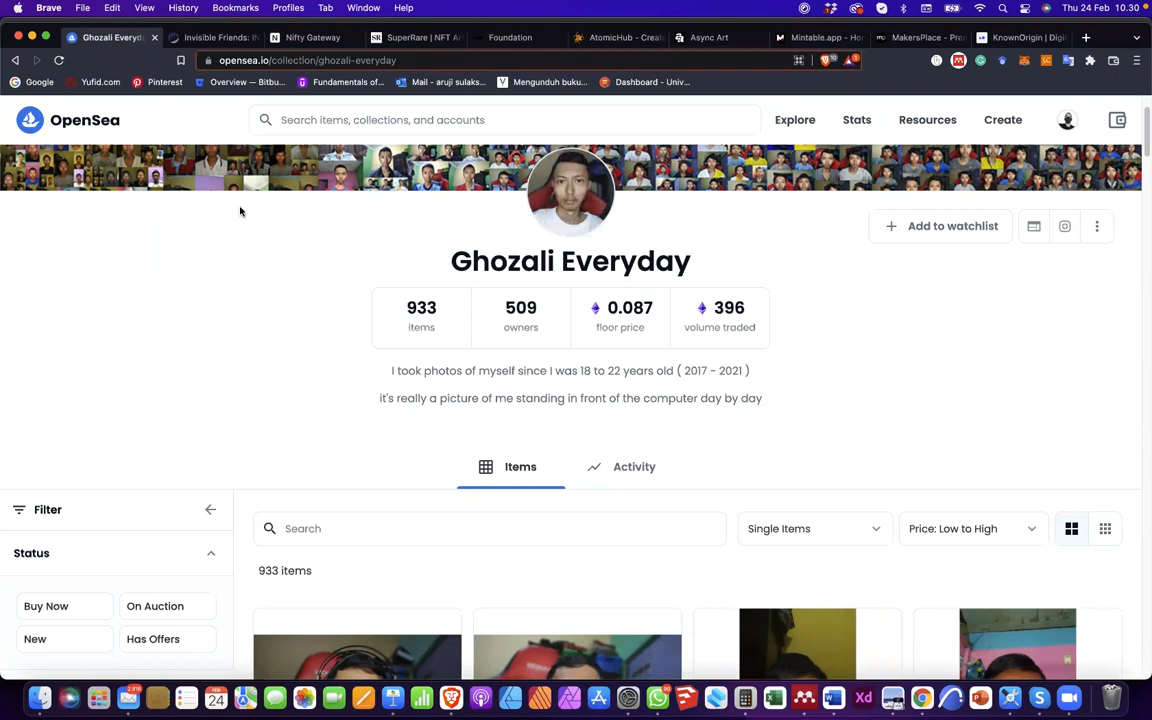 Brave File Edit View History Bookmarks Profiles Tab Window Help Thu 24 Feb 10.30
Ghozali Everyd Invisible Friends: Nifty Gateway SuperRare | NFT Ar Foundation AtomicHub - Creat Async Art Mintable.app - Ho MakersPlace - Pre KnownOrigin | Digi
opensea.io/collection/ghozali-everyday
Google Yufid.com Pinterest Overview – Bitbu... Fundamentals of... Mail - aruji sulaks... Mengunduh buku... Dashboard - Univ...
OpenSea Search items, collections, and accounts Explore Stats Resources Create
Add to watchlist
Ghozali Everyday
933 509 0.087 396
items owners floor price volume traded
I took photos of myself since I was 18 to 22 years old ( 2017 - 2021 )
it's really a picture of me standing in front of the computer day by day
Items Activity
Filter
Search Single Items Price: Low to High
Status
933 items
Buy Now On Auction
New Has Offers